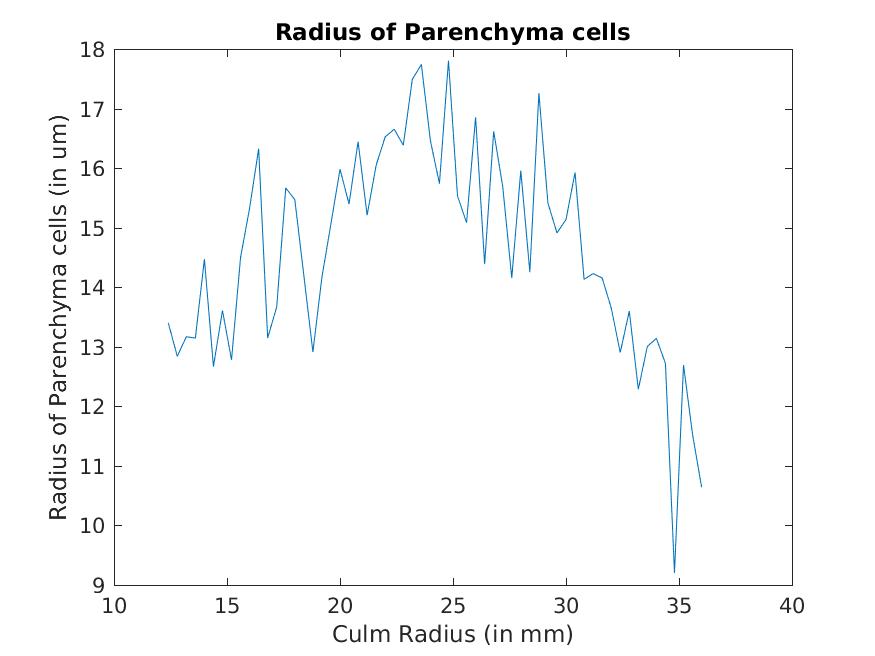 Radius of Parenchyma cells
18
17
16
15
14
13
12
11
10
9
Radius of Parenchyma cells (in um)
10 15 20 25 30 35 40
Culm Radius (in mm)